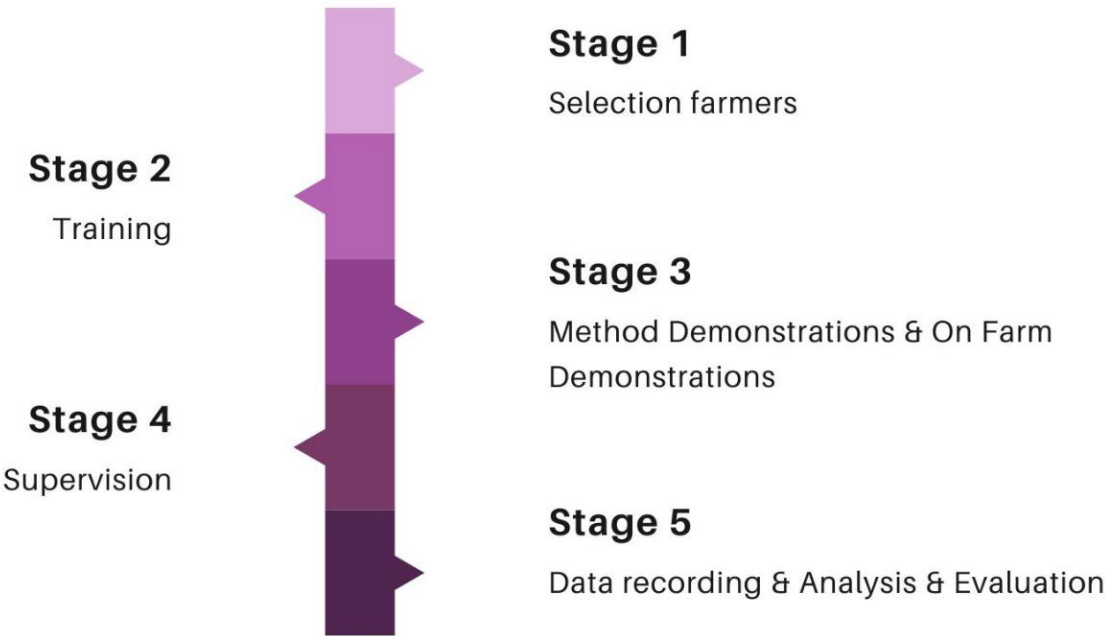 Stage 1
Selection farmers
Stage 2
Training
Stage 3
Method Demonstrations & On Farm
Demonstrations
Stage 4
Supervision
Stage 5
Data recording & Analysis & Evaluation